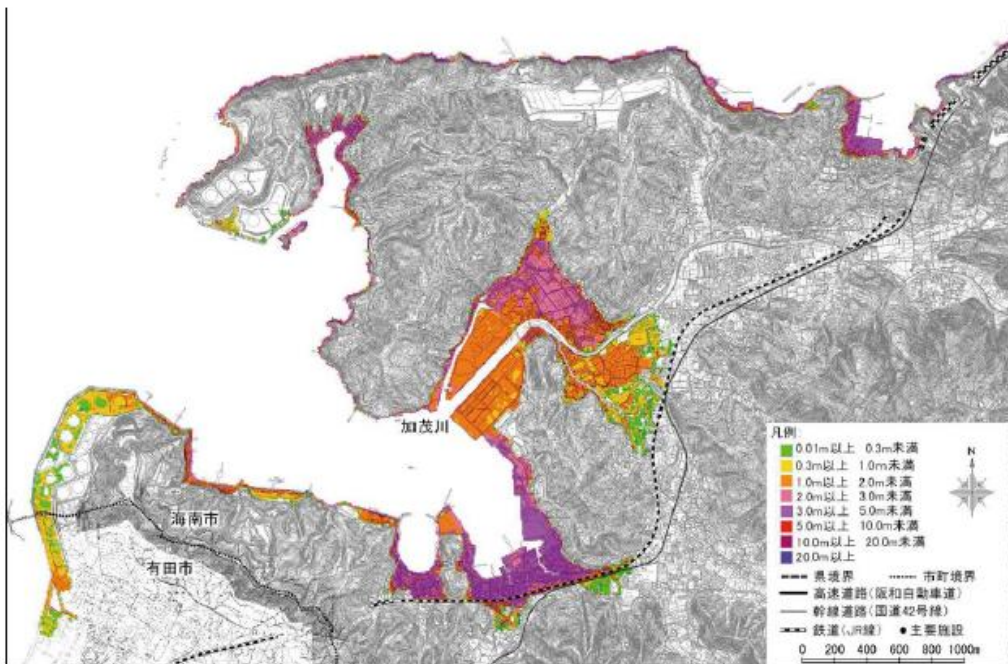 加茂川
海南市
有田市
凡例
0.01m以上 0.3m未満
0.3m以上 1.0m未満
1.0m以上 2.0m未満
2.0m以上 3.0m未満
3.0m以上 5.0m未満
5.0m以上 10.0m未満
10.0m以上 20.0m未満
20.0m以上
N
県境界 市町境界
高速道路(阪和自動車道)
幹線道路(国道42号線)
鉄道(JR線) ●主要施設
0 200 400 600 800 1000m